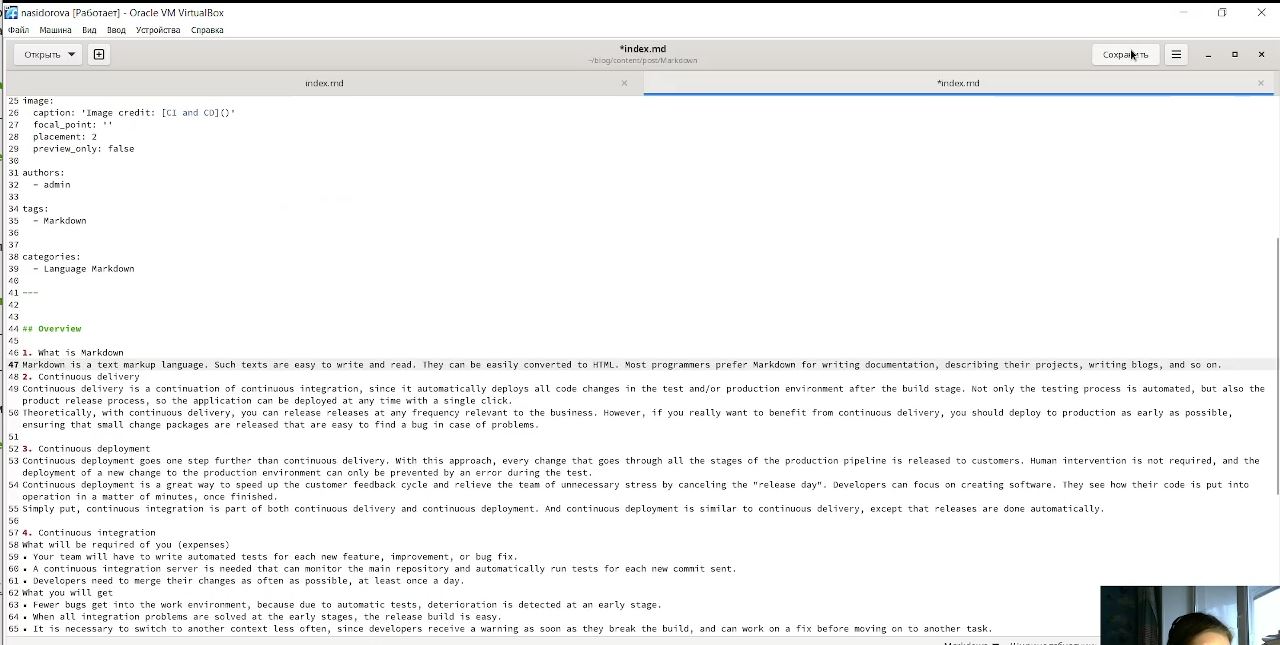 nasidorova [Работает] - Oracle VM VirtualBox
Файл Машина Вид Ввод Устройства Справка
Открыть
*index.md
~/blog/content/post/Markdown
Сохранить
index.md
*index.md
25 image:
26 caption: 'Image credit: [CI and CD]()'
27 focal_point: ''
28 placement: 2
29 preview_only: false
30
31 authors:
32 - admin
33
34 tags:
35 - Markdown
36
37
38 categories:
39 - Language Markdown
40
41 ---
42
43
44 ## Overview
45
46 1. What is Markdown
47 Markdown is a text markup language. Such texts are easy to write and read. They can be easily converted to HTML. Most programmers prefer Markdown for writing documentation, describing their projects, writing blogs, and so on.
48 2. Continuous delivery
49 Continuous delivery is a continuation of continuous integration, since it automatically deploys all code changes in the test and/or production environment after the build stage. Not only the testing process is automated, but also the
product release process, so the application can be deployed at any time with a single click.
50 Theoretically, with continuous delivery, you can release releases at any frequency relevant to the business. However, if you really want to benefit from continuous delivery, you should deploy to production as early as possible,
ensuring that small change packages are released that are easy to find a bug in case of problems.
51
52 3. Continuous deployment
53 Continuous deployment goes one step further than continuous delivery. With this approach, every change that goes through all the stages of the production pipeline is released to customers. Human intervention is not required, and the
deployment of a new change to the production environment can only be prevented by an error during the test.
54 Continuous deployment is a great way to speed up the customer feedback cycle and relieve the team of unnecessary stress by canceling the "release day". Developers can focus on creating software. They see how their code is put into
operation in a matter of minutes, once finished.
55 Simply put, continuous integration is part of both continuous delivery and continuous deployment. And continuous deployment is similar to continuous delivery, except that releases are done automatically.
56
57 4. Continuous integration
58 What will be required of you (expenses)
59 • Your team will have to write automated tests for each new feature, improvement, or bug fix.
60 • A continuous integration server is needed that can monitor the main repository and automatically run tests for each new commit sent.
61 • Developers need to merge their changes as often as possible, at least once a day.
62 What you will get
63 • Fewer bugs get into the work environment, because due to automatic tests, deterioration is detected at an early stage.
64 • When all integration problems are solved at the early stages, the release build is easy.
65 • It is necessary to switch to another context less often, since developers receive a warning as soon as they break the build, and can work on a fix before moving on to another task.